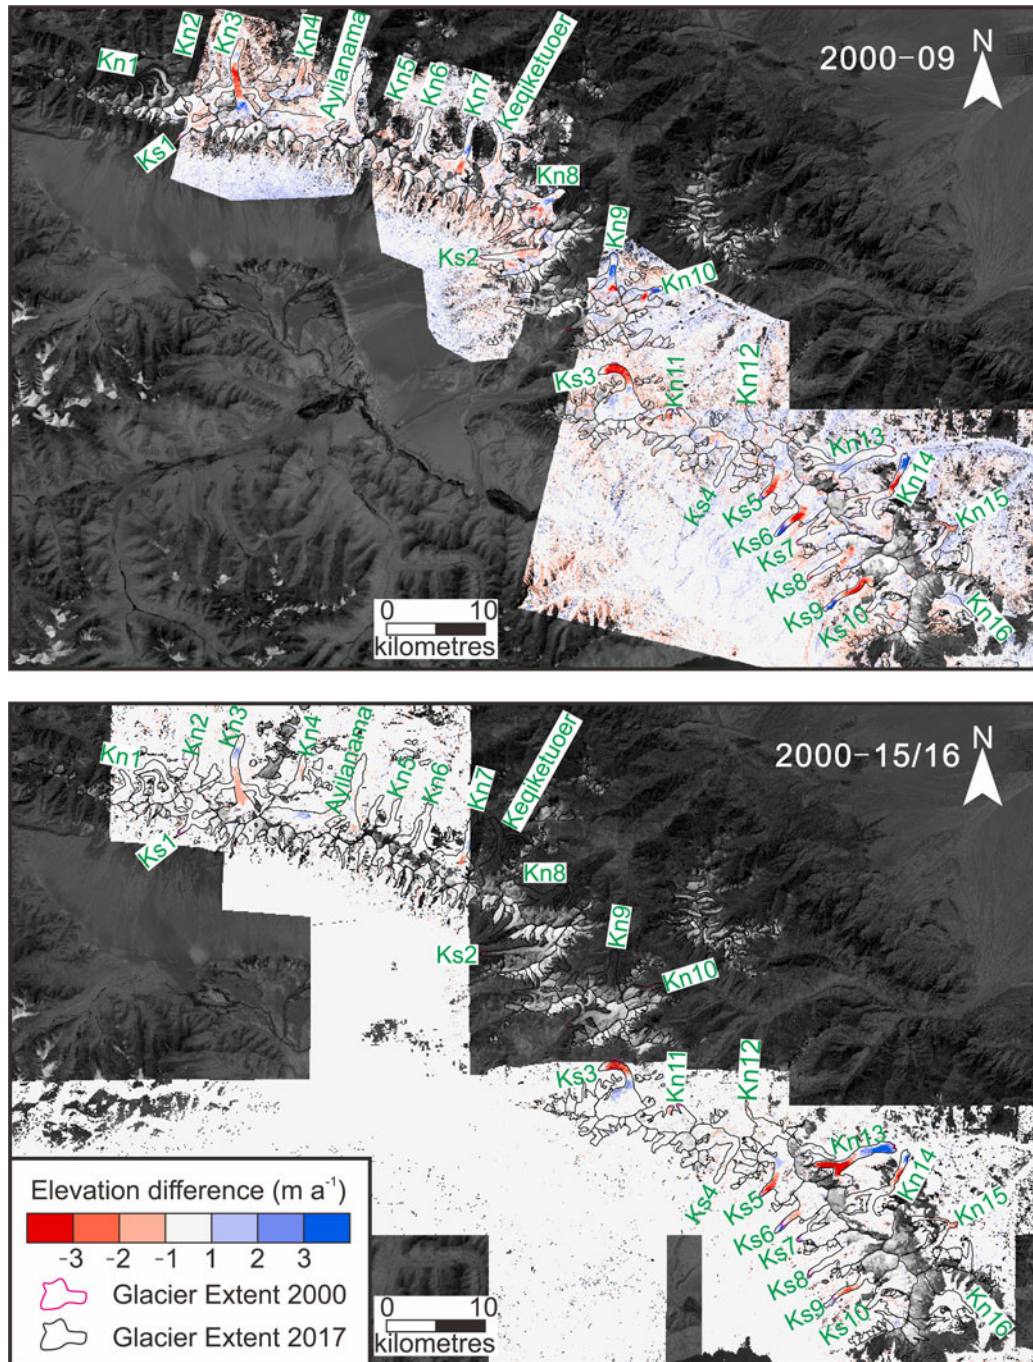 2000-09
N
Kn1
Kn2
Kn3
Kn4
Avilanama
Kn5
Kn6
Kn7
Keqiketuoer
Ks1
Kn8
Ks2
Kn9
Kn10
Ks3
Kn11
Kn12
Kn13
Kn14
Ks4
Ks5
Ks6
Ks7
Kn15
Ks8
Ks9
Ks10
Kn16
0 10
kilometres
2000-15/16
N
Kn1
Kn2
Kn3
Kn4
Avilanama
Kn5
Kn6
Kn7
Keqiketuoer
Ks1
Kn8
Ks2
Kn9
Kn10
Ks3
Kn11
Kn12
Kn13
Kn14
Ks4
Ks5
Ks6
Ks7
Kn15
Ks8
Ks9
Ks10
Kn16
Elevation difference (m a⁻¹)
-3 -2 -1 1 2 3
Glacier Extent 2000
Glacier Extent 2017
0 10
kilometres